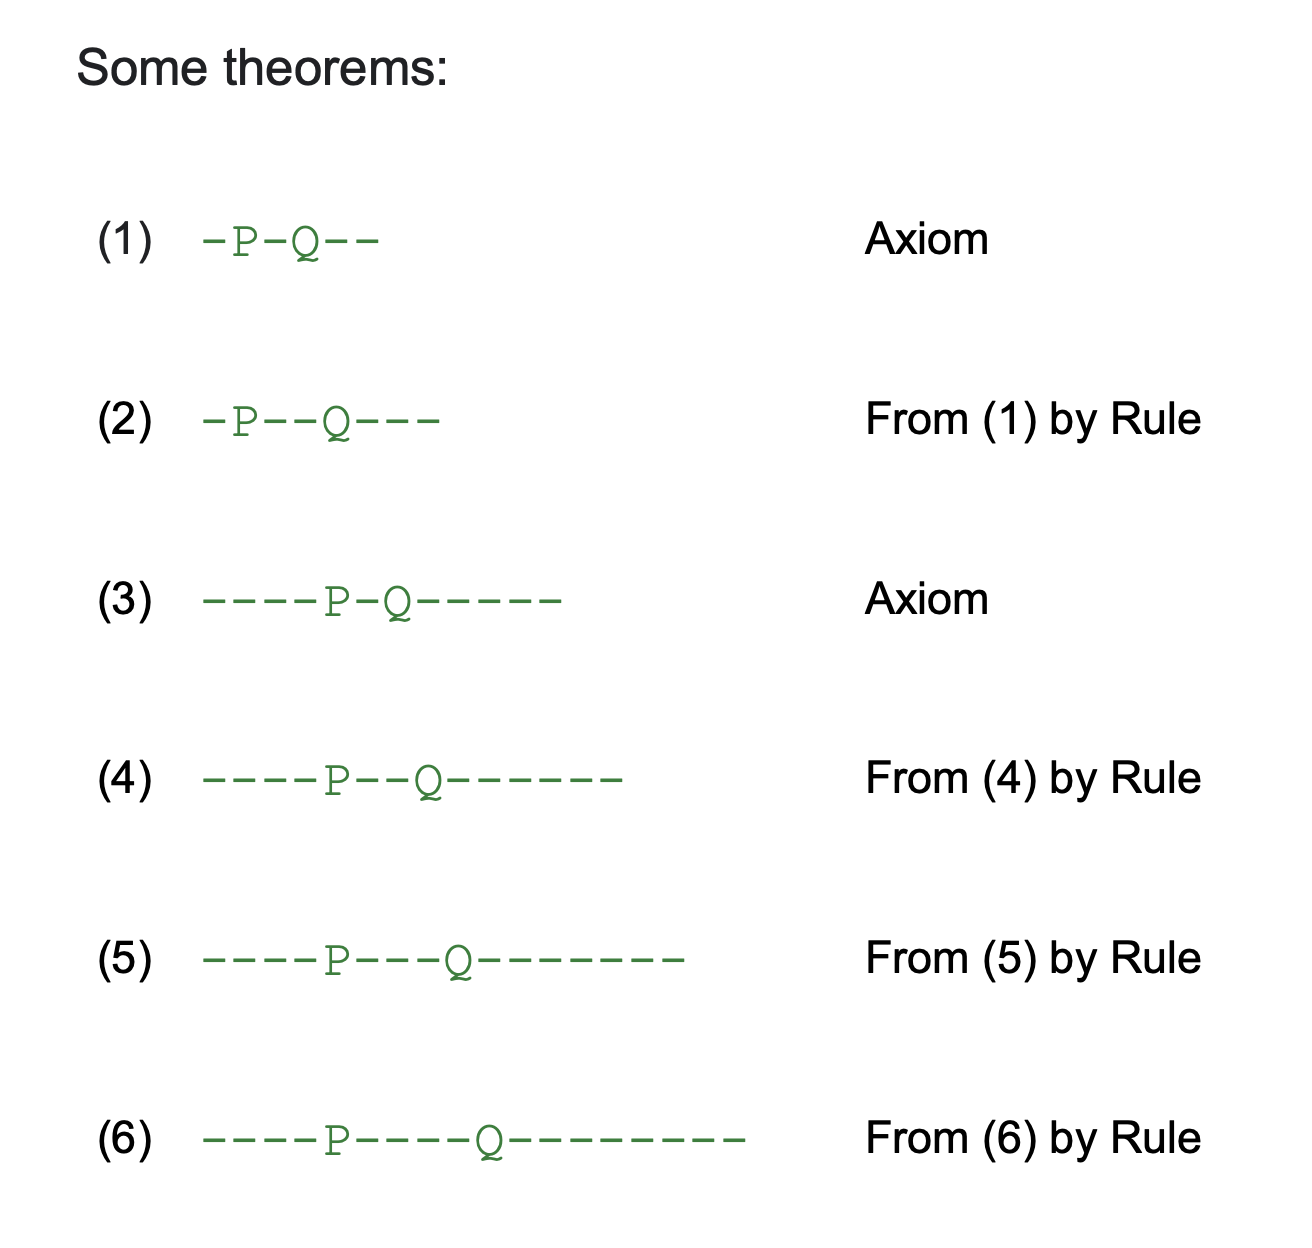 Some theorems:
(1) -P-Q-- Axiom
(2) -P--Q--- From (1) by Rule
(3) ----P-Q----- Axiom
(4) ----P--Q------ From (4) by Rule
(5) ----P---Q------- From (5) by Rule
(6) ----P----Q-------- From (6) by Rule